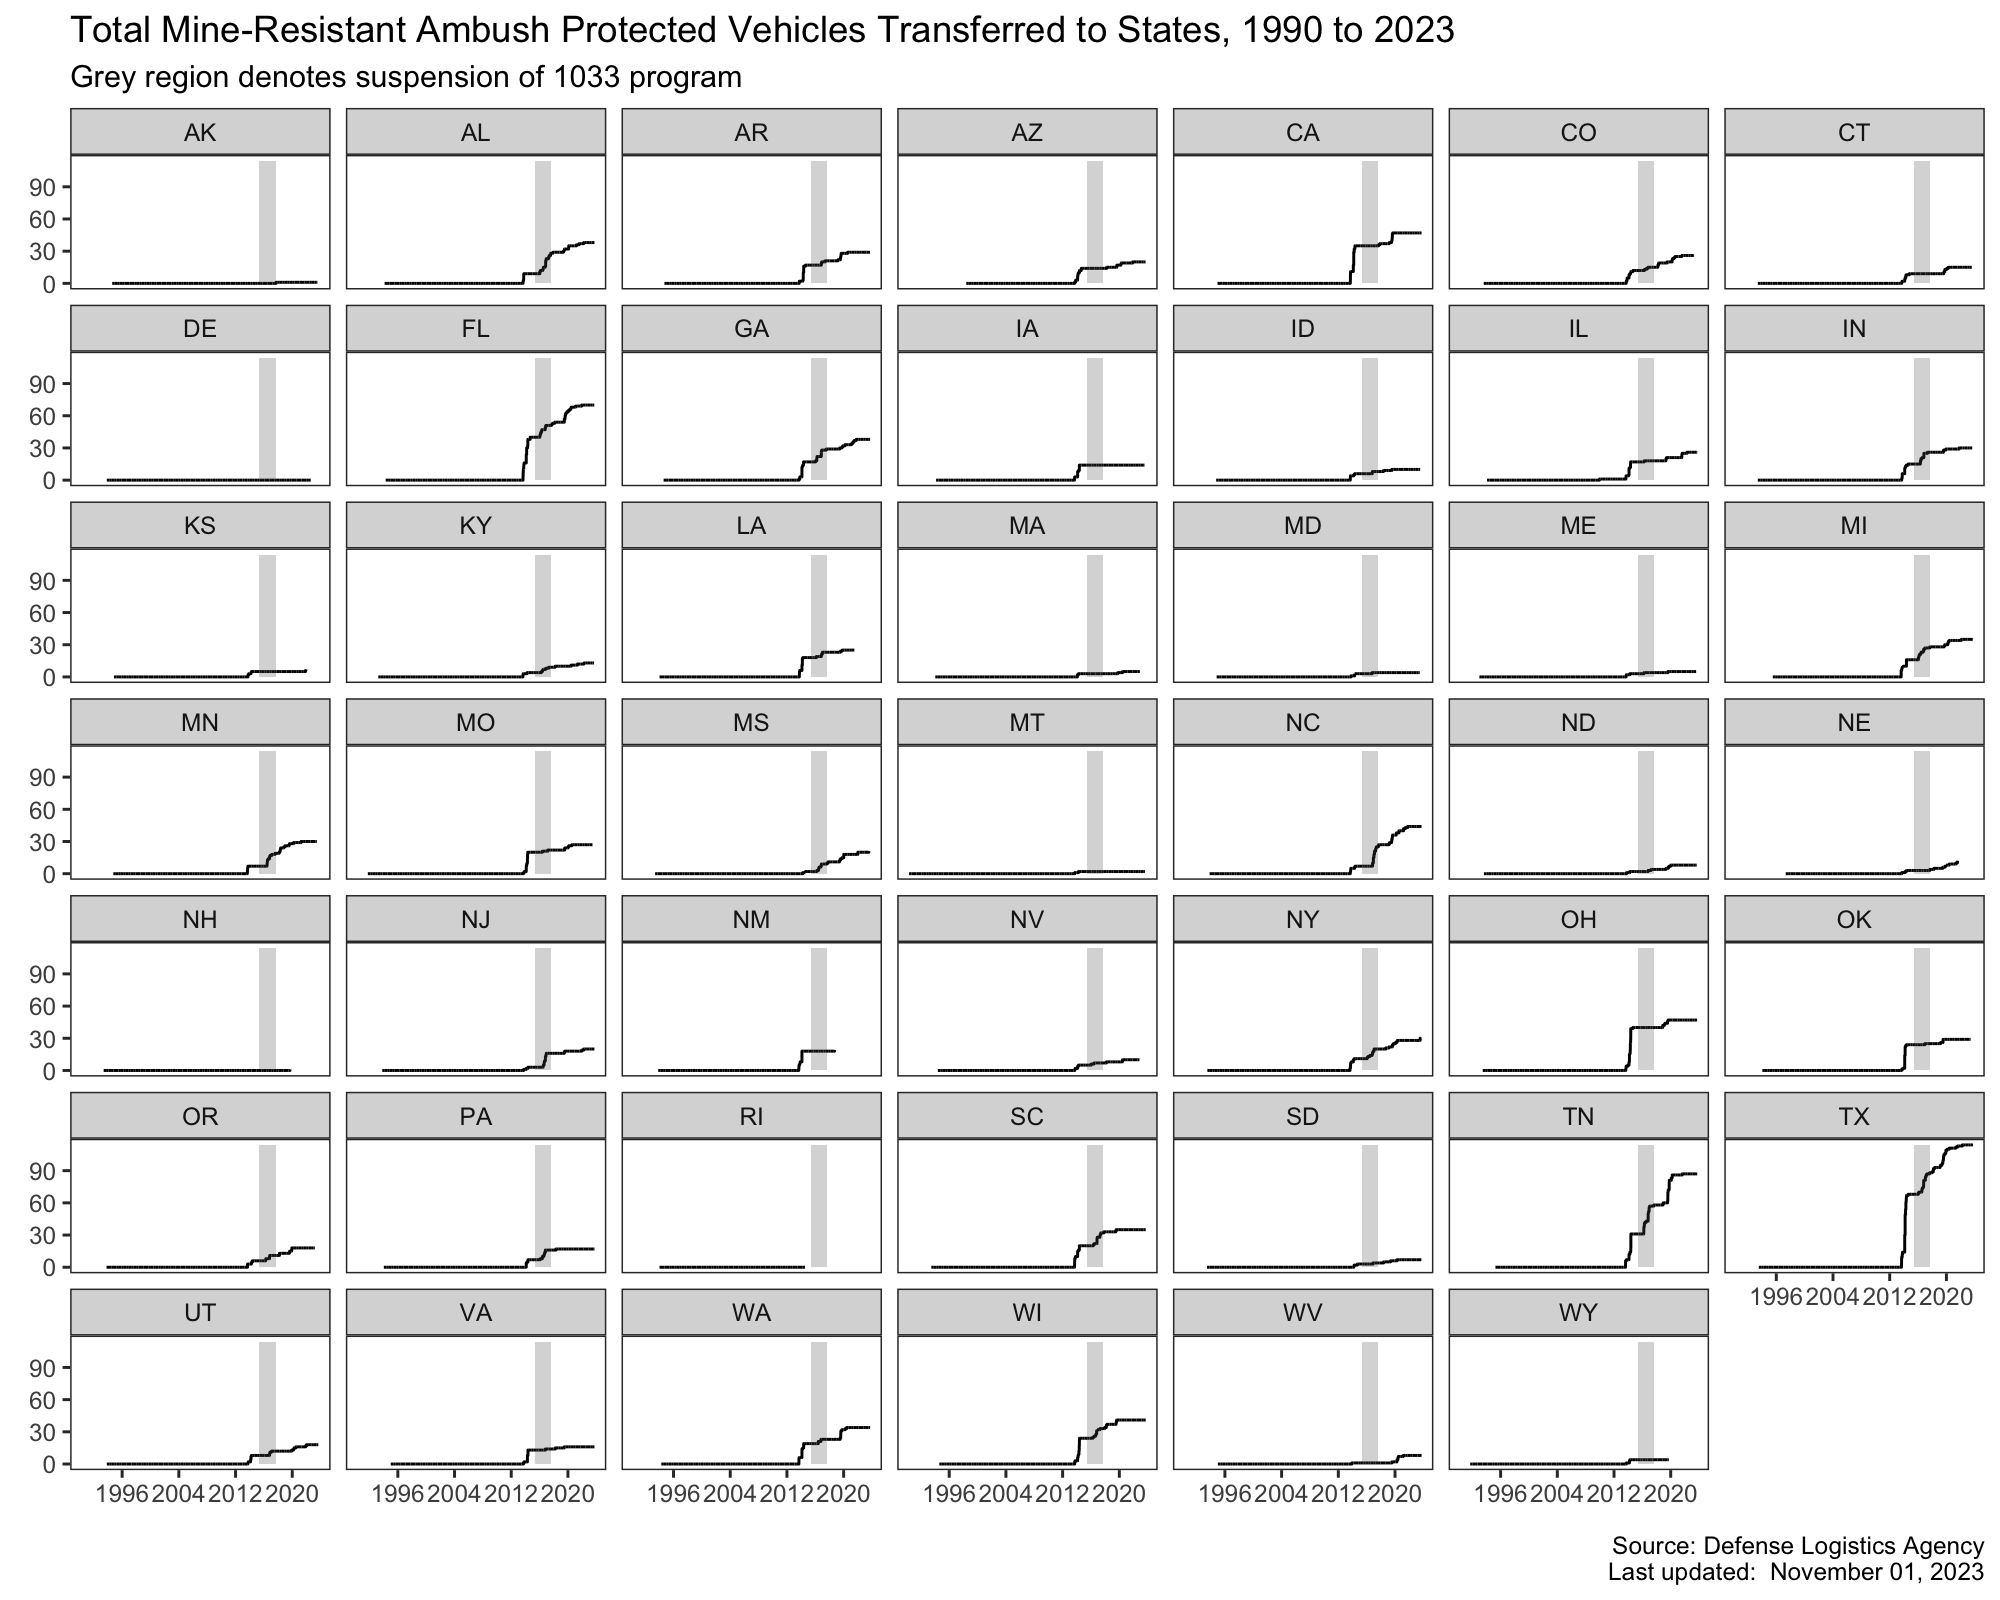 Total Mine-Resistant Ambush Protected Vehicles Transferred to States, 1990 to 2023
Grey region denotes suspension of 1033 program
AK AL AR AZ CA CO CT
90
60
30
0
DE FL GA IA ID IL IN
90
60
30
0
KS KY LA MA MD ME MI
90
60
30
0
MN MO MS MT NC ND NE
90
60
30
0
NH NJ NM NV NY OH OK
90
60
30
0
OR PA RI SC SD TN TX
90
60
30
0
1996 2004 2012 2020
UT VA WA WI WV WY
90
60
30
0
1996 2004 2012 2020 1996 2004 2012 2020 1996 2004 2012 2020 1996 2004 2012 2020 1996 2004 2012 2020 1996 2004 2012 2020
Source: Defense Logistics Agency
Last updated:  November 01, 2023